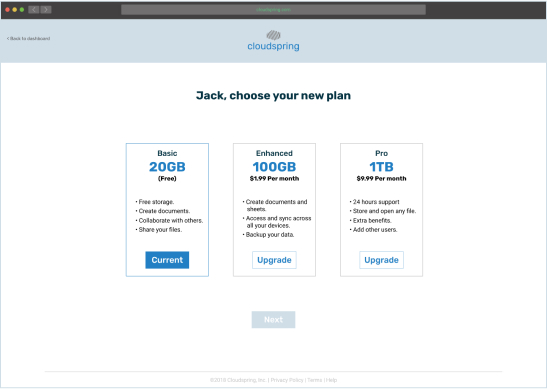 cloudspring.com
< Back to dashboard
cloudspring
Jack, choose your new plan
Basic
20GB
(Free)
• Free storage.
• Create documents.
• Collaborate with others.
• Share your files.
Current
Enhanced
100GB
$1.99 Per month
• Create documents and
sheets.
• Access and sync across
all your devices.
• Backup your data.
Upgrade
Pro
1TB
$9.99 Per month
• 24 hours support
• Store and open any file.
• Extra benefits.
• Add other users.
Upgrade
Next
©2019 Cloudspring, Inc. | Privacy Policy | Terms | Help